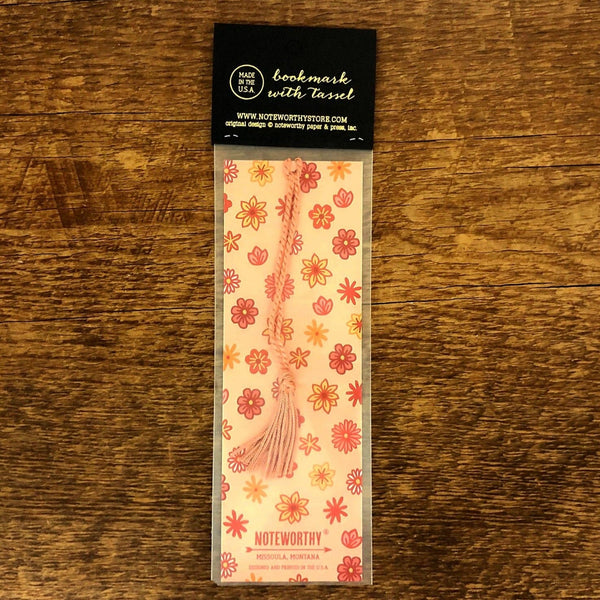 MADE
IN THE
U.S.A.
bookmark
with tassel
WWW.NOTEWORTHYSTORE.COM
original design © noteworthy paper & press, inc.
NOTEWORTHY®
MISSOULA, MONTANA
DESIGNED AND PRINTED IN THE U.S.A.